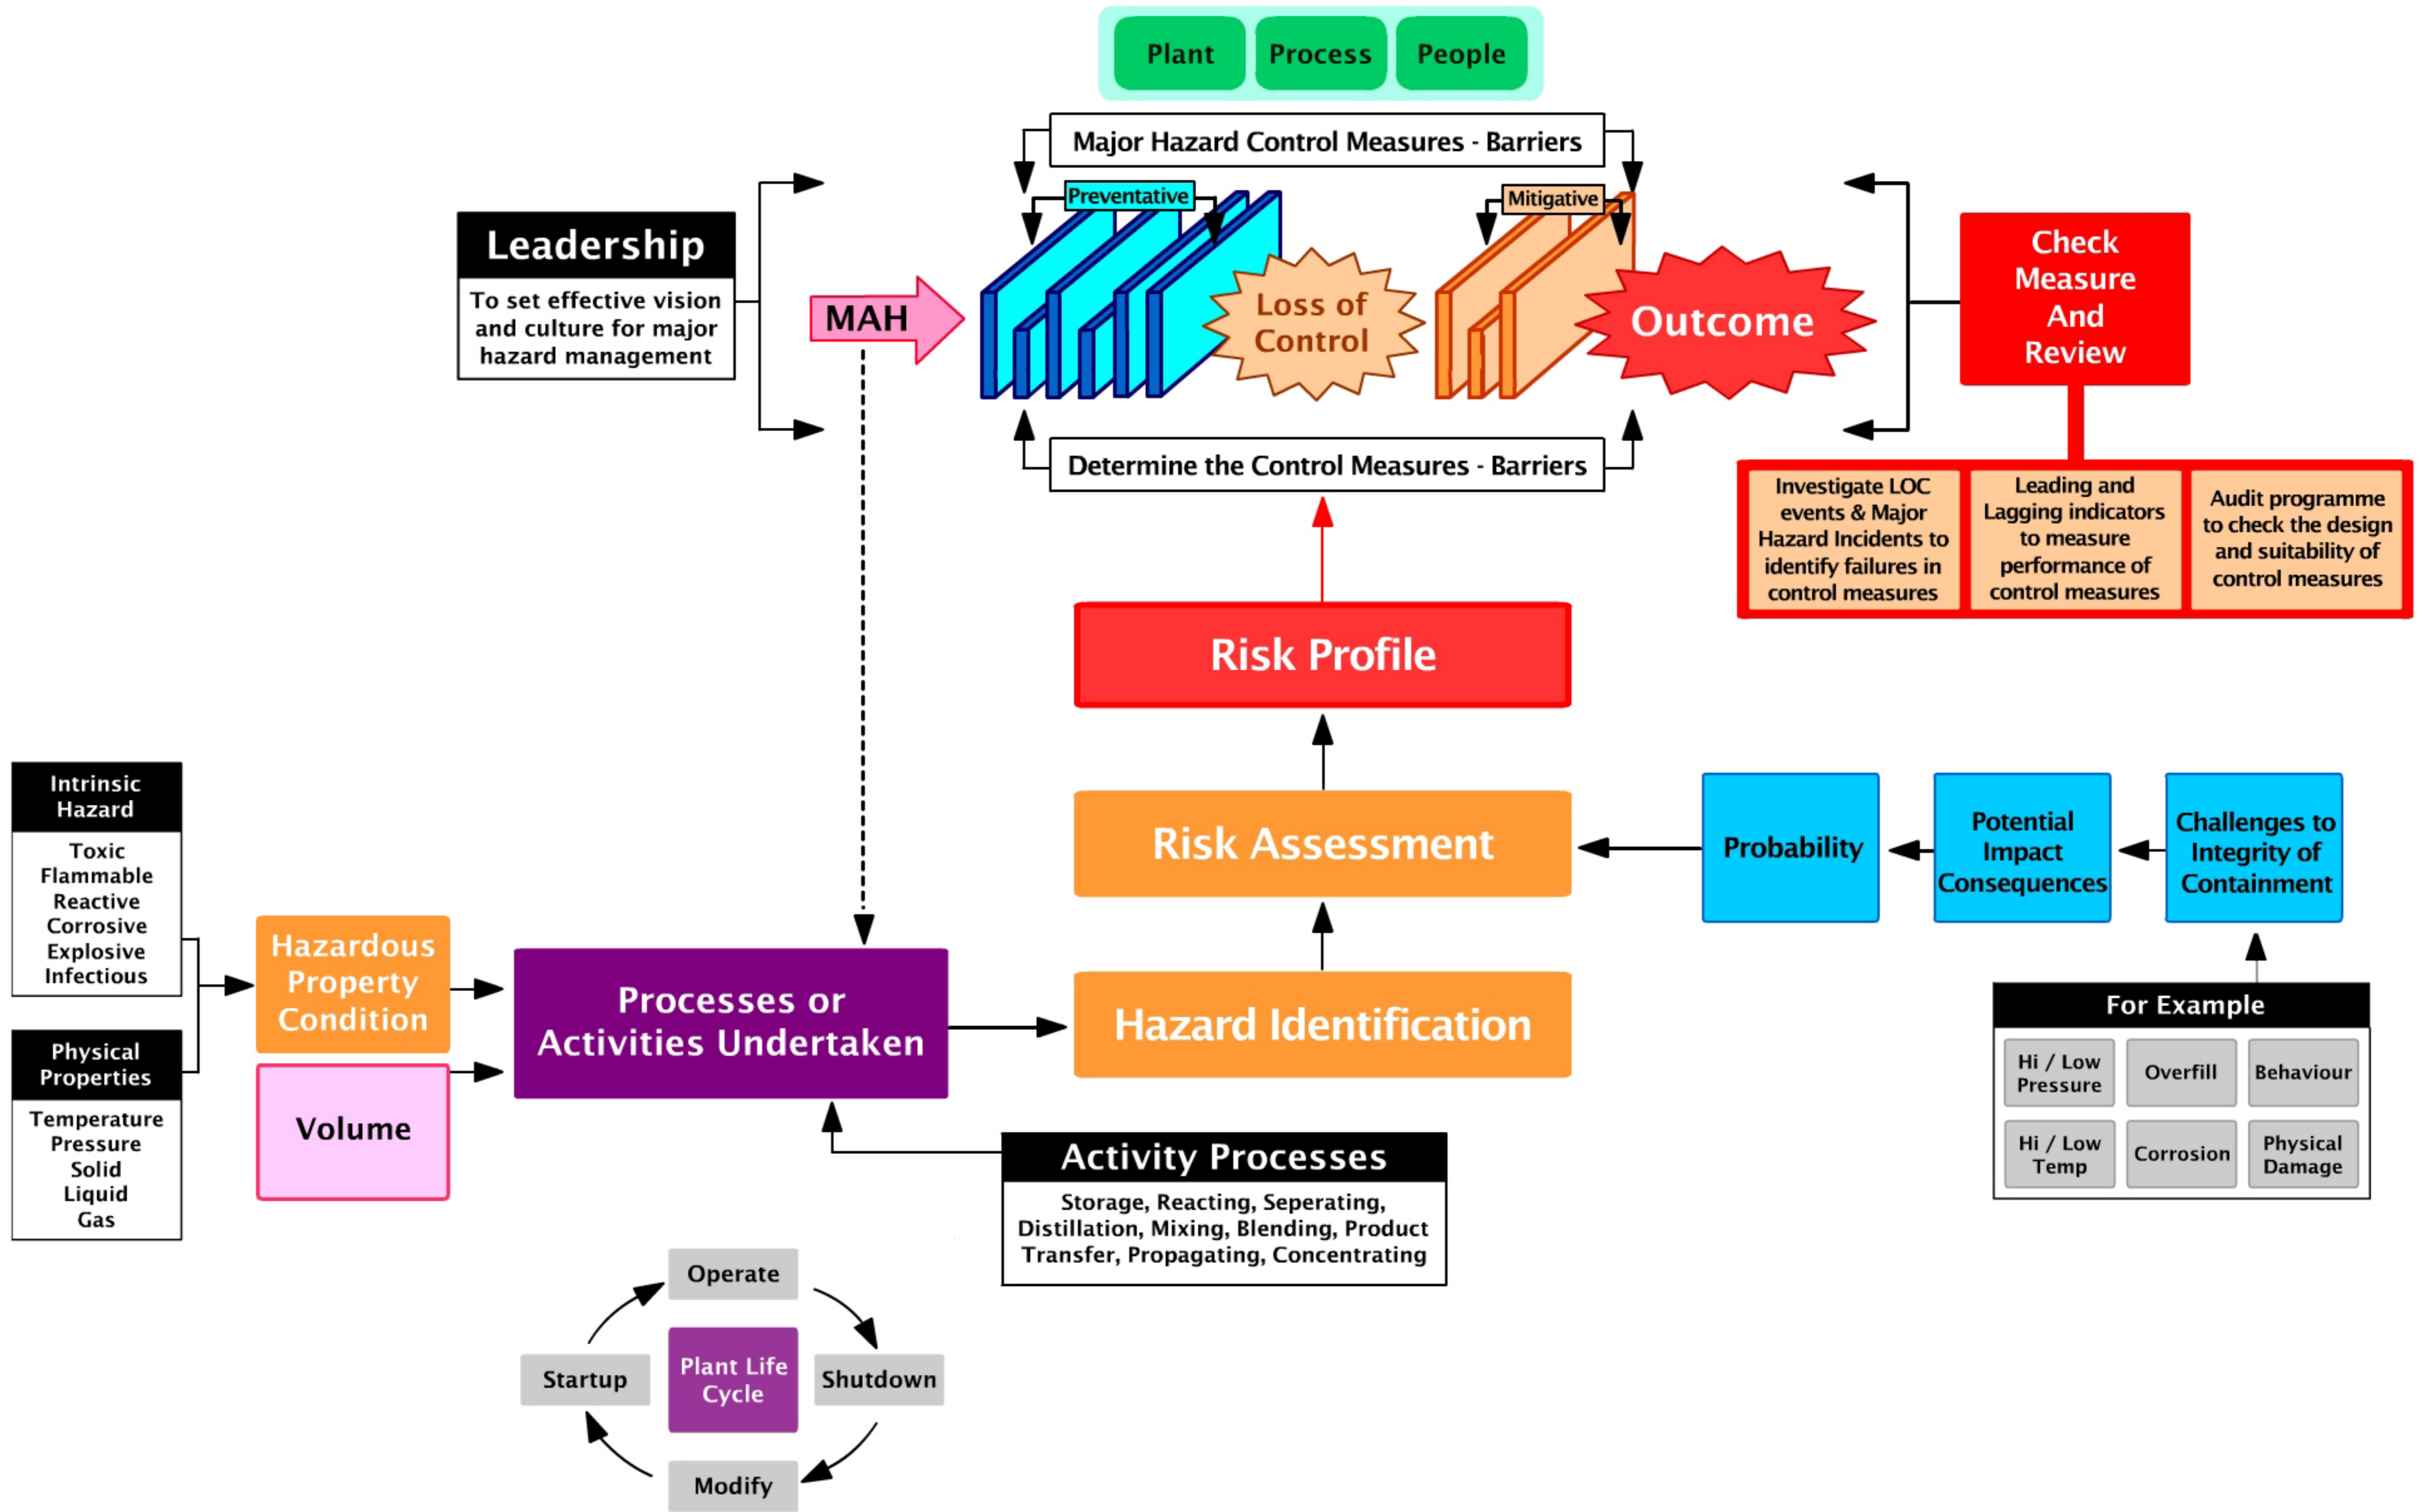 Plant
Process
People
Major Hazard Control Measures - Barriers
Preventative
Mitigative
Leadership
To set effective vision
and culture for major
hazard management
MAH
Loss of
Control
Outcome
Check
Measure
And
Review
Determine the Control Measures - Barriers
Investigate LOC
events & Major
Hazard Incidents to
identify failures in
control measures
Leading and
Lagging indicators
to measure
performance of
control measures
Audit programme
to check the design
and suitability of
control measures
Risk Profile
Intrinsic
Hazard
Toxic
Flammable
Reactive
Corrosive
Explosive
Infectious
Risk Assessment
Probability
Potential
Impact
Consequences
Challenges to
Integrity of
Containment
Hazardous
Property
Condition
Processes or
Activities Undertaken
Hazard Identification
For Example
Hi / Low
Pressure
Overfill
Behaviour
Hi / Low
Temp
Corrosion
Physical
Damage
Physical
Properties
Temperature
Pressure
Solid
Liquid
Gas
Volume
Activity Processes
Storage, Reacting, Seperating,
Distillation, Mixing, Blending, Product
Transfer, Propagating, Concentrating
Operate
Startup
Plant Life
Cycle
Shutdown
Modify